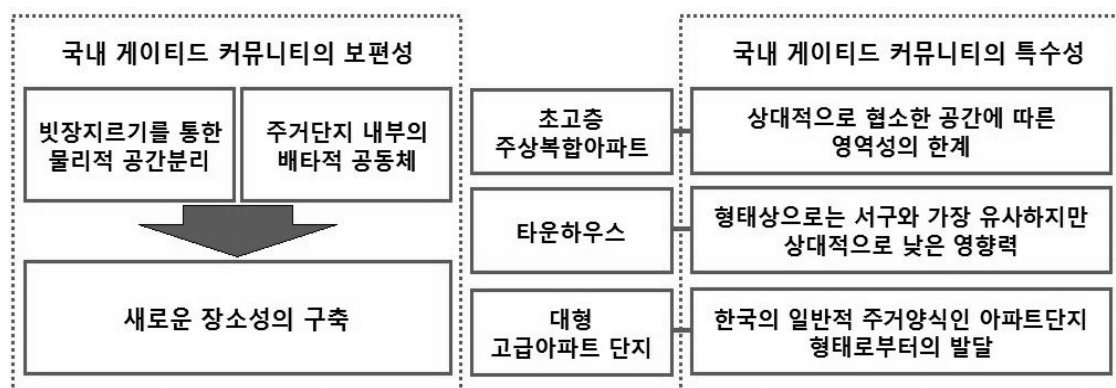 국내 게이티드 커뮤니티의 보편성
빗장지르기를 통한
물리적 공간분리
주거단지 내부의
배타적 공동체
새로운 장소성의 구축
국내 게이티드 커뮤니티의 특수성
초고층
주상복합아파트
상대적으로 협소한 공간에 따른
영역성의 한계
타운하우스
형태상으로는 서구와 가장 유사하지만
상대적으로 낮은 영향력
대형
고급아파트 단지
한국의 일반적 주거양식인 아파트단지
형태로부터의 발달